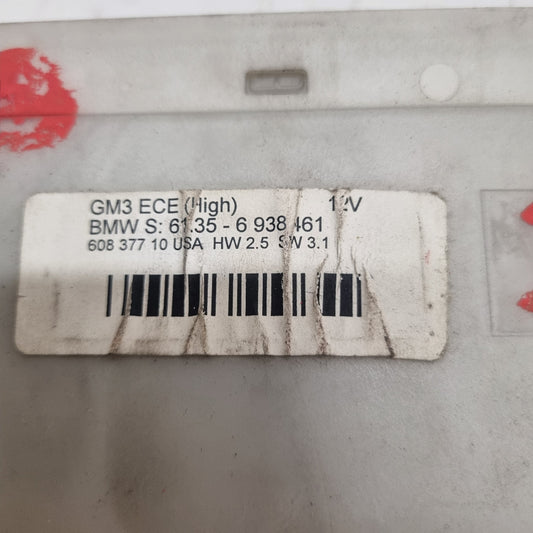 GM3 ECE (High) 12V
BMW S: 61.35 - 6 938 461
608 377 10 USA HW 2.5 SW 3.1